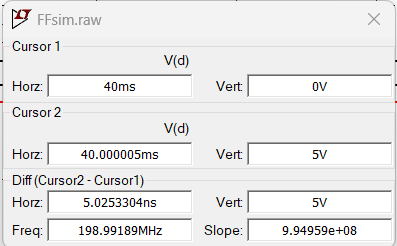 FFsim.raw
Cursor 1
V(d)
Horz: 40ms Vert: 0V
Cursor 2
V(d)
Horz: 40.000005ms Vert: 5V
Diff (Cursor2 - Cursor1)
Horz: 5.0253304ns Vert: 5V
Freq: 198.99189MHz Slope: 9.94959e+08